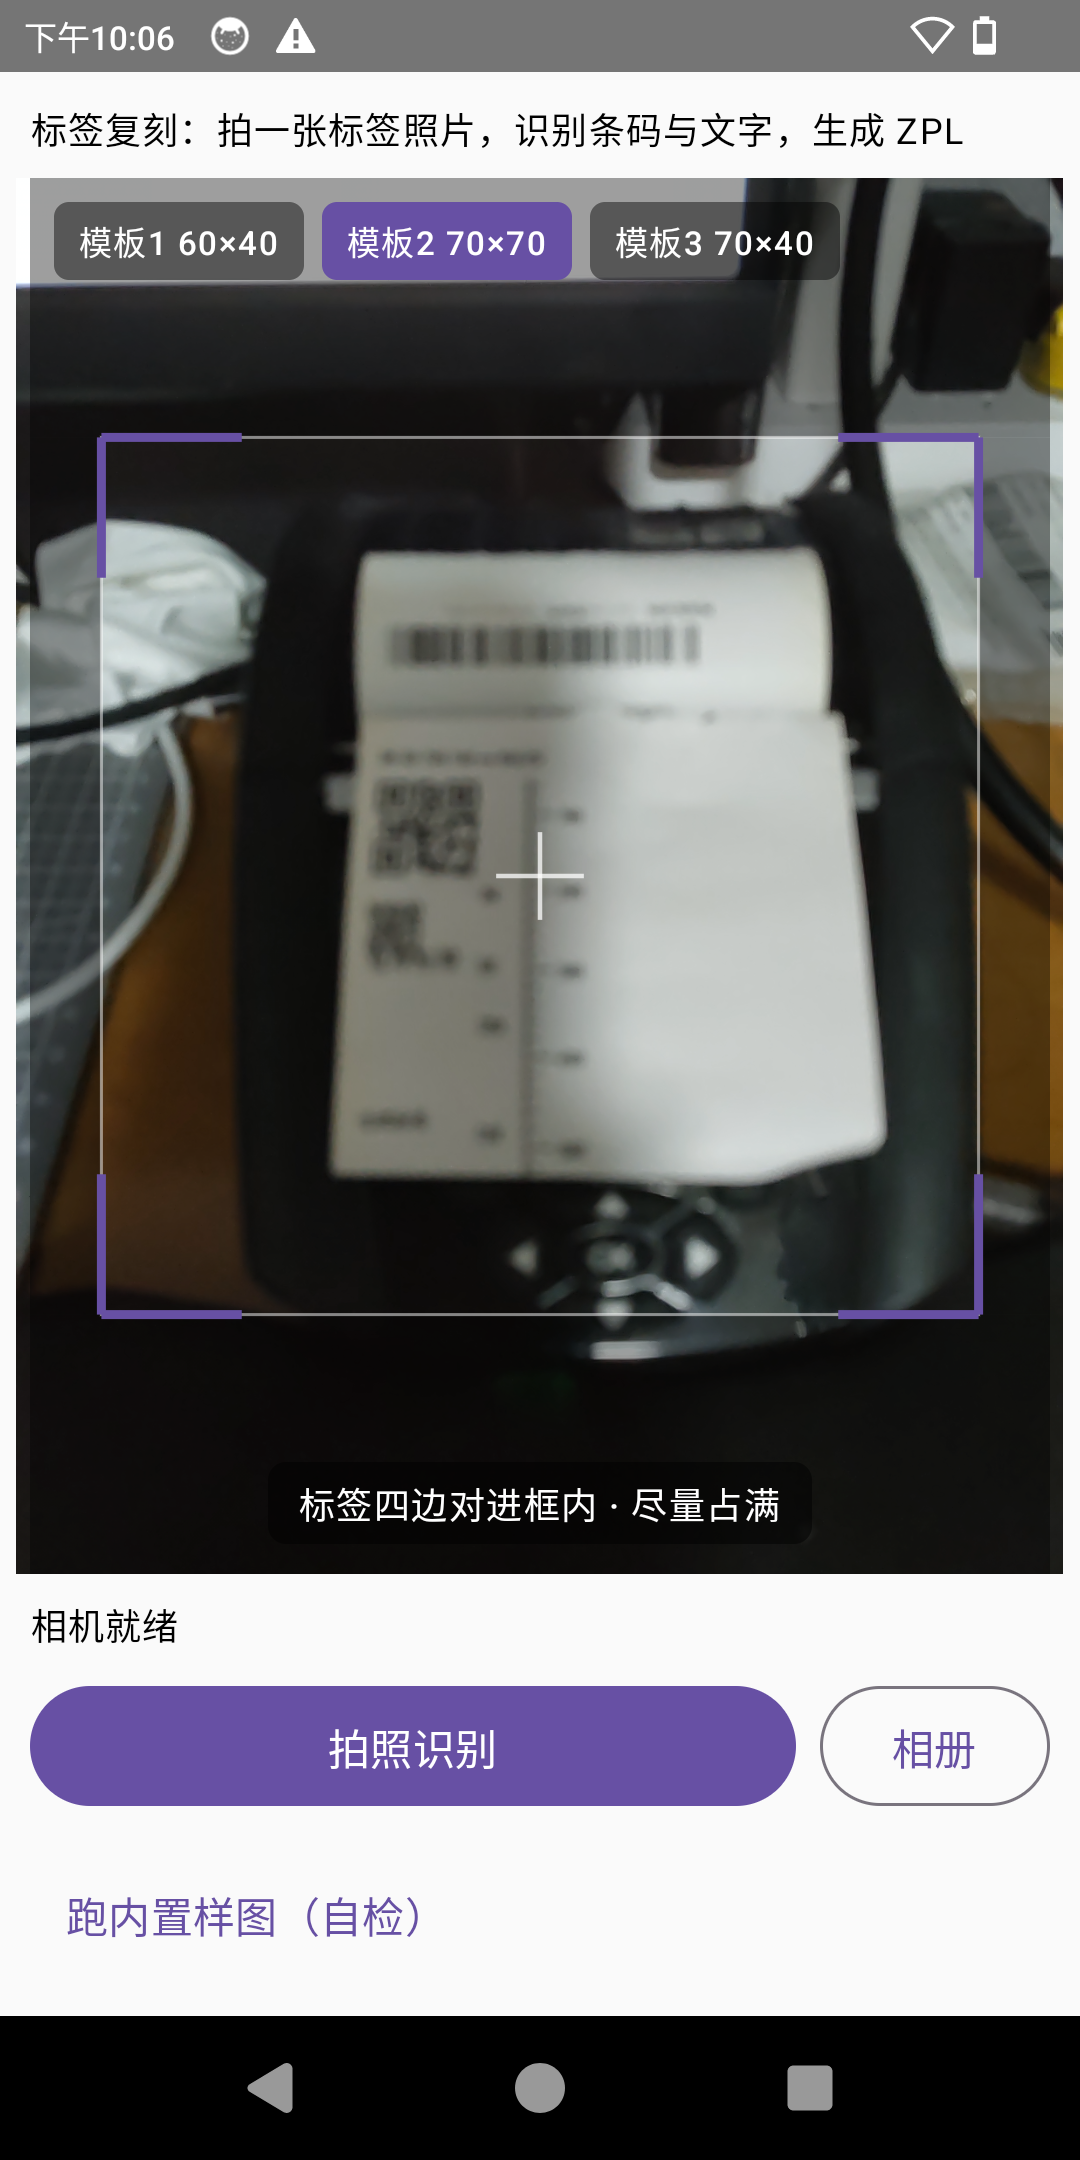 下午10:06
标签复刻：拍一张标签照片，识别条码与文字，生成 ZPL
模板1 60×40
模板2 70×70
模板3 70×40
标签四边对进框内 · 尽量占满
相机就绪
拍照识别
相册
跑内置样图（自检）